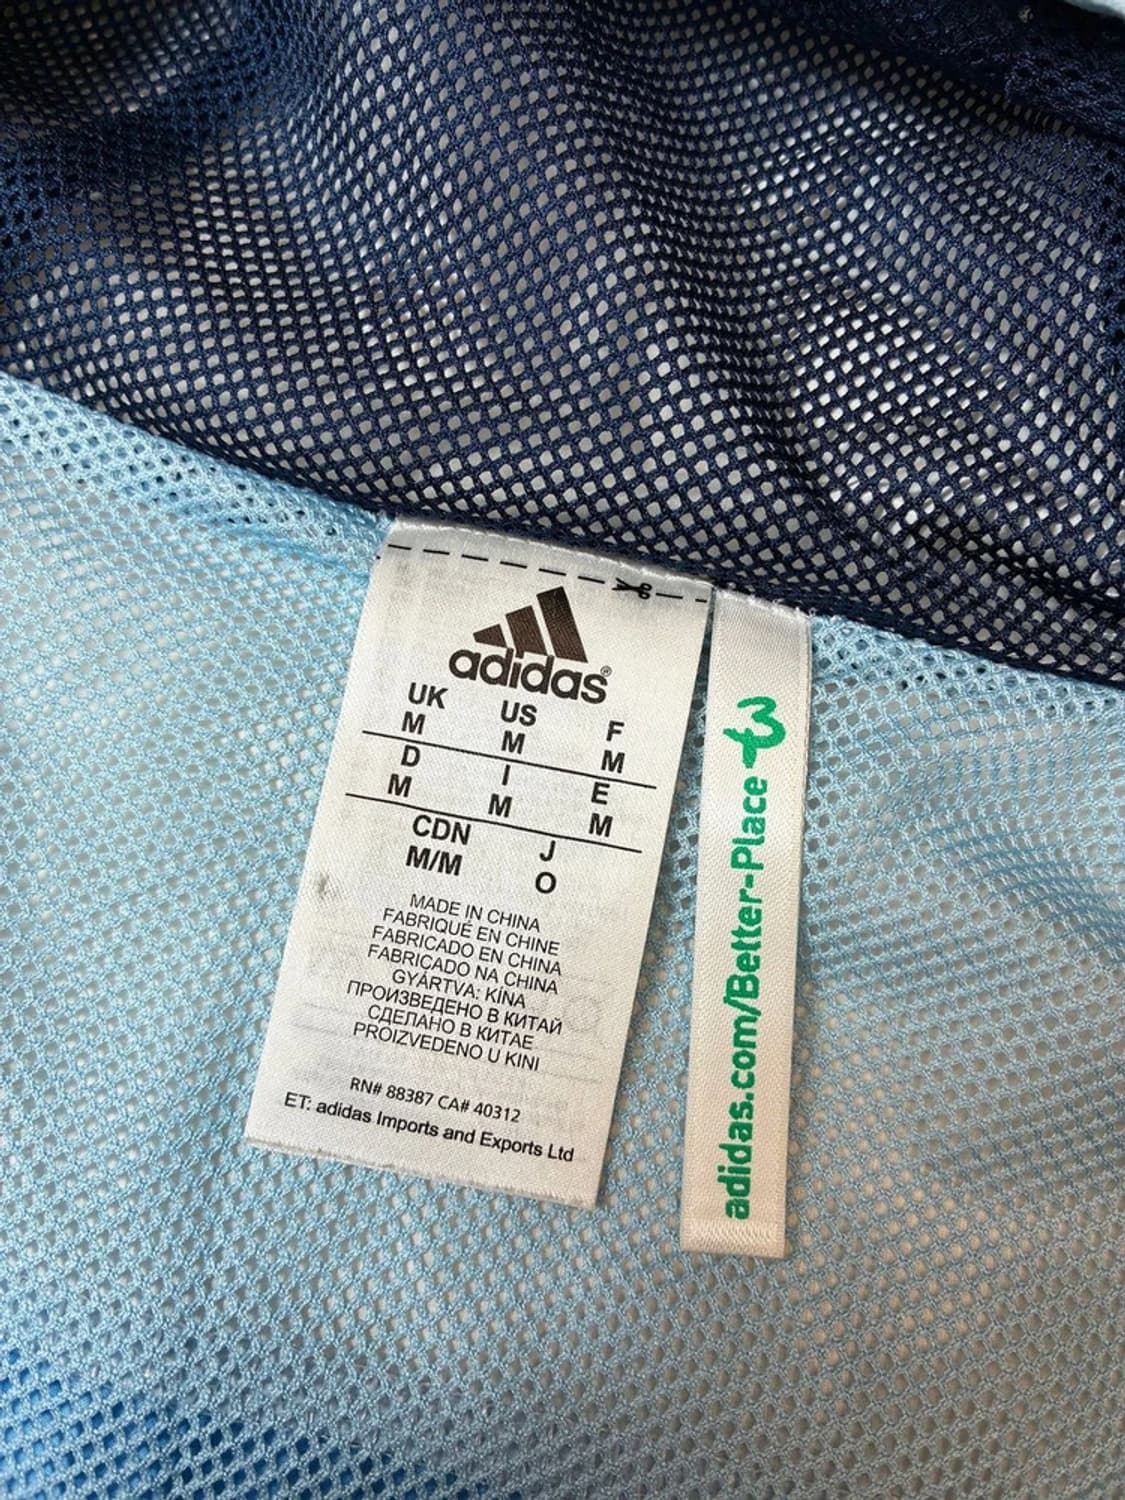 adidas®
UK US F
M M M
D I E
M M M
CDN J
M/M O
MADE IN CHINA
FABRIQUÉ EN CHINE
FABRICADO EN CHINA
FABRICADO NA CHINA
GYÁRTVA: KÍNA
ПРОИЗВЕДЕНО В КИТАЙ
СДЕЛАНО В КИТАЕ
PROIZVEDENO U KINI
RN# 88387 CA# 40312
ET: adidas Imports and Exports Ltd
adidas.com/Better-Place